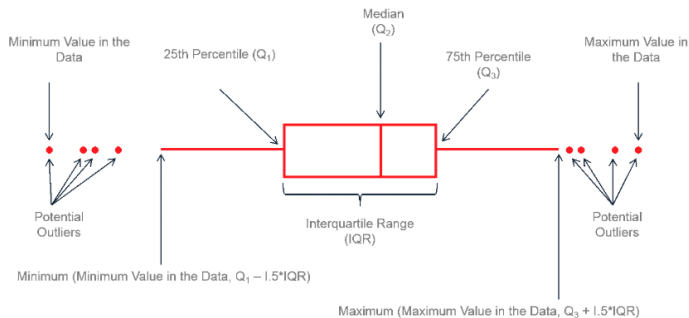 Median
(Q2)
Minimum Value in the
Data
Maximum Value in
the Data
25th Percentile (Q1)
75th Percentile
(Q3)
Potential
Outliers
Interquartile Range
(IQR)
Potential
Outliers
Minimum (Minimum Value in the Data, Q1 – I.5*IQR)
Maximum (Maximum Value in the Data, Q3 + I.5*IQR)